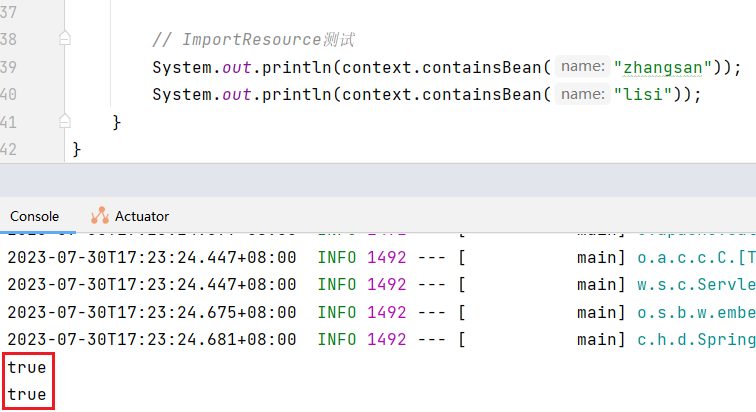 37
38 // ImportResource测试
39 System.out.println(context.containsBean( name: "zhangsan"));
40 System.out.println(context.containsBean( name: "lisi"));
41 }
42 }
Console Actuator
2023-07-30T17:23:24.447+08:00 INFO 1492 --- [ main] o.a.c.c.C.[T
2023-07-30T17:23:24.447+08:00 INFO 1492 --- [ main] w.s.c.Servle
2023-07-30T17:23:24.675+08:00 INFO 1492 --- [ main] o.s.b.w.embe
2023-07-30T17:23:24.681+08:00 INFO 1492 --- [ main] c.h.d.Spring
true
true